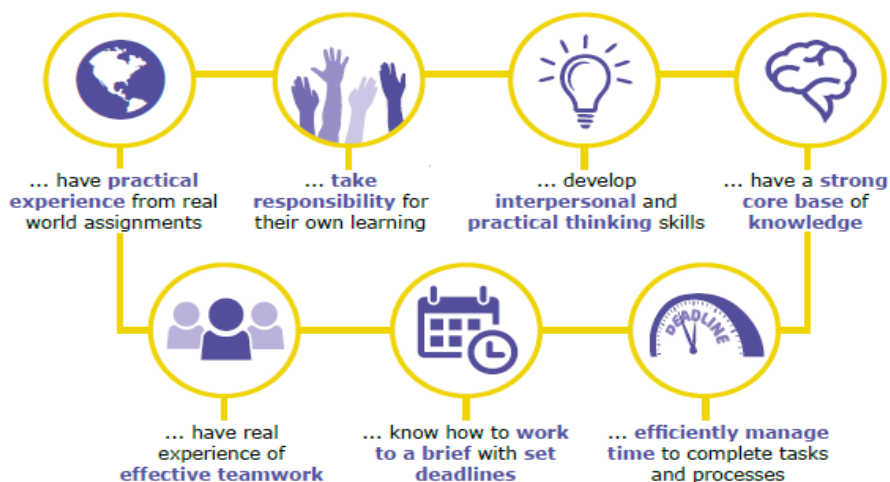 ... have practical
experience from real
world assignments
... take
responsibility for
their own learning
... develop
interpersonal and
practical thinking skills
... have a strong
core base of
knowledge
DEADLINE
... have real
experience of
effective teamwork
... know how to work
to a brief with set
deadlines
... efficiently manage
time to complete tasks
and processes